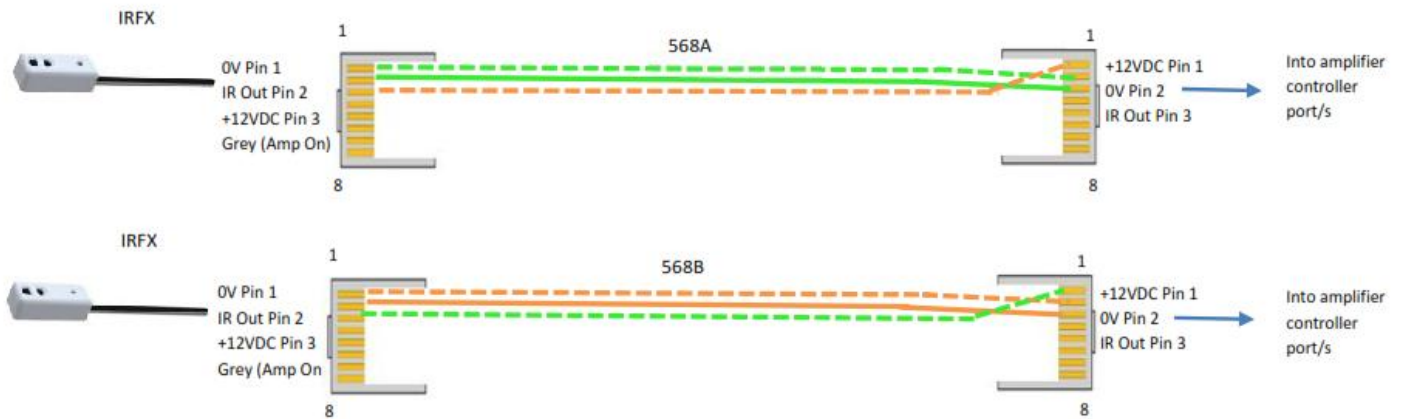 IRFX
1
568A
1
0V Pin 1
IR Out Pin 2
+12VDC Pin 3
Grey (Amp On)
+12VDC Pin 1
0V Pin 2
IR Out Pin 3
Into amplifier
controller
port/s
8
8
IRFX
1
568B
1
0V Pin 1
IR Out Pin 2
+12VDC Pin 3
Grey (Amp On
+12VDC Pin 1
0V Pin 2
IR Out Pin 3
Into amplifier
controller
port/s
8
8